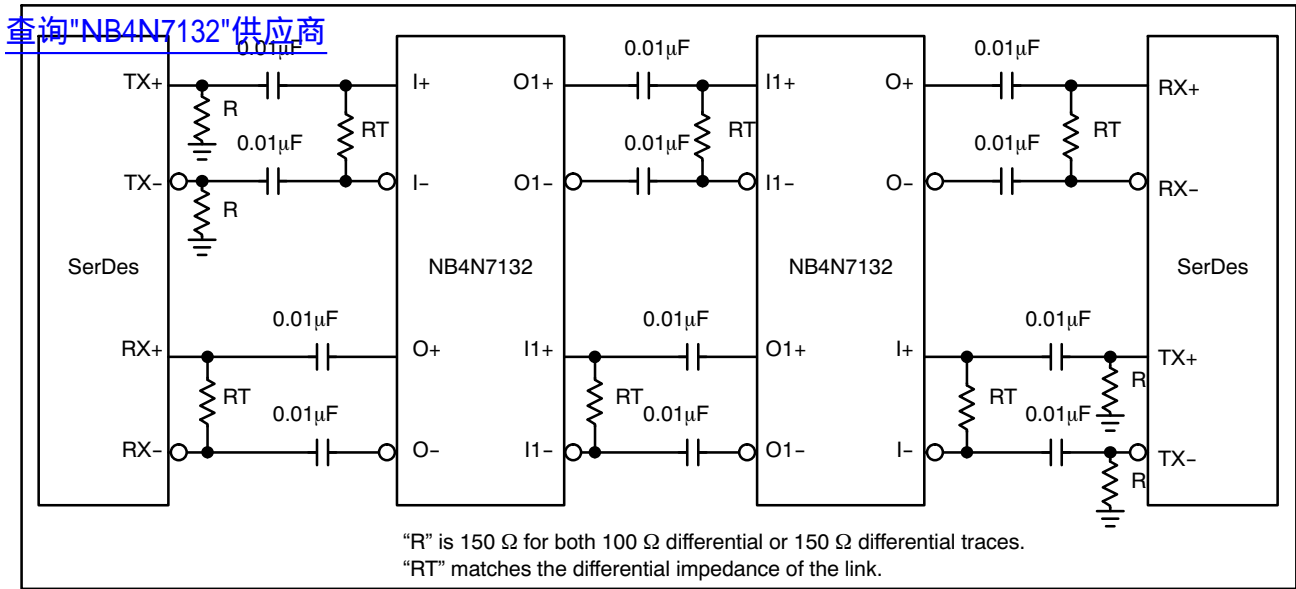 查询"NB4N7132"供应商
0.01μF 0.01μF 0.01μF
TX+ I+ O1+ I1+ O+ RX+
R RT RT RT
0.01μF 0.01μF 0.01μF
TX− I− O1− I1− O− RX−
R
SerDes NB4N7132 NB4N7132 SerDes
0.01μF 0.01μF 0.01μF
RX+ O+ I1+ O1+ I+ TX+
R
RT RT RT
0.01μF 0.01μF 0.01μF
RX− O− I1− O1− I− TX−
R
“R” is 150 Ω for both 100 Ω differential or 150 Ω differential traces.
“RT” matches the differential impedance of the link.